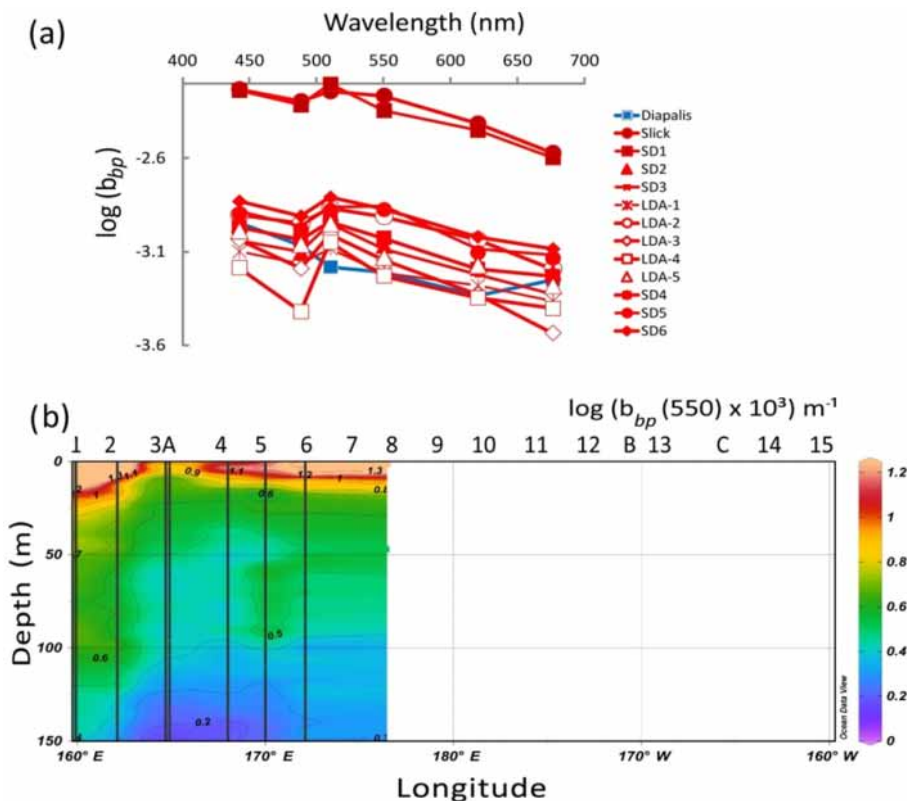 (a)
Wavelength (nm)
400 450 500 550 600 650 700
log (bbp)
-2.6
-3.1
-3.6
Diapalis
Slick
SD1
SD2
SD3
LDA-1
LDA-2
LDA-3
LDA-4
LDA-5
SD4
SD5
SD6
(b)
log (bbp (550) x 10³) m⁻¹
1 2 3A 4 5 6 7 8 9 10 11 12 B 13 C 14 15
Depth (m)
0
50
100
150
0.9 1.1 1.2 1 1.3
0.6
0.5
0.6
0.2
1.2
1
0.8
0.6
0.4
0.2
0
Ocean Data View
160° E 170° E 180° E 170° W 160° W
Longitude